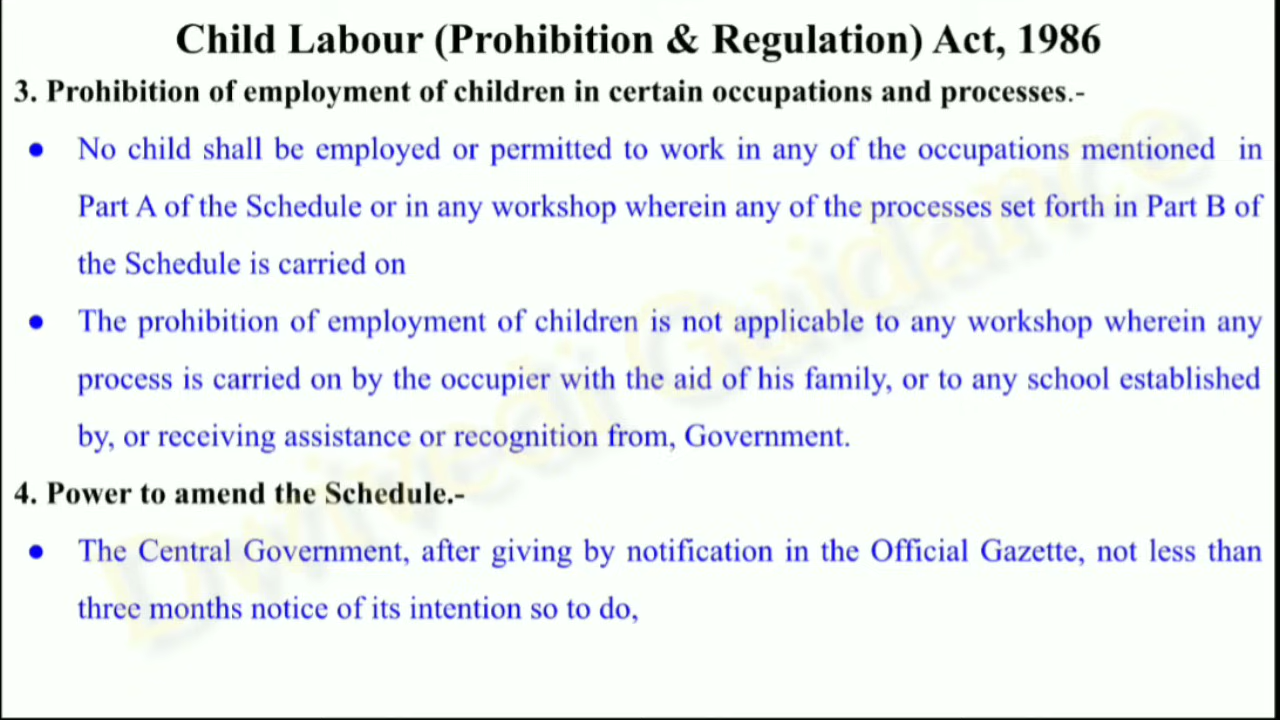 Child Labour (Prohibition & Regulation) Act, 1986
3. Prohibition of employment of children in certain occupations and processes.-
● No child shall be employed or permitted to work in any of the occupations mentioned in
Part A of the Schedule or in any workshop wherein any of the processes set forth in Part B of
the Schedule is carried on
● The prohibition of employment of children is not applicable to any workshop wherein any
process is carried on by the occupier with the aid of his family, or to any school established
by, or receiving assistance or recognition from, Government.
4. Power to amend the Schedule.-
● The Central Government, after giving by notification in the Official Gazette, not less than
three months notice of its intention so to do,
Dwivedi Guidance